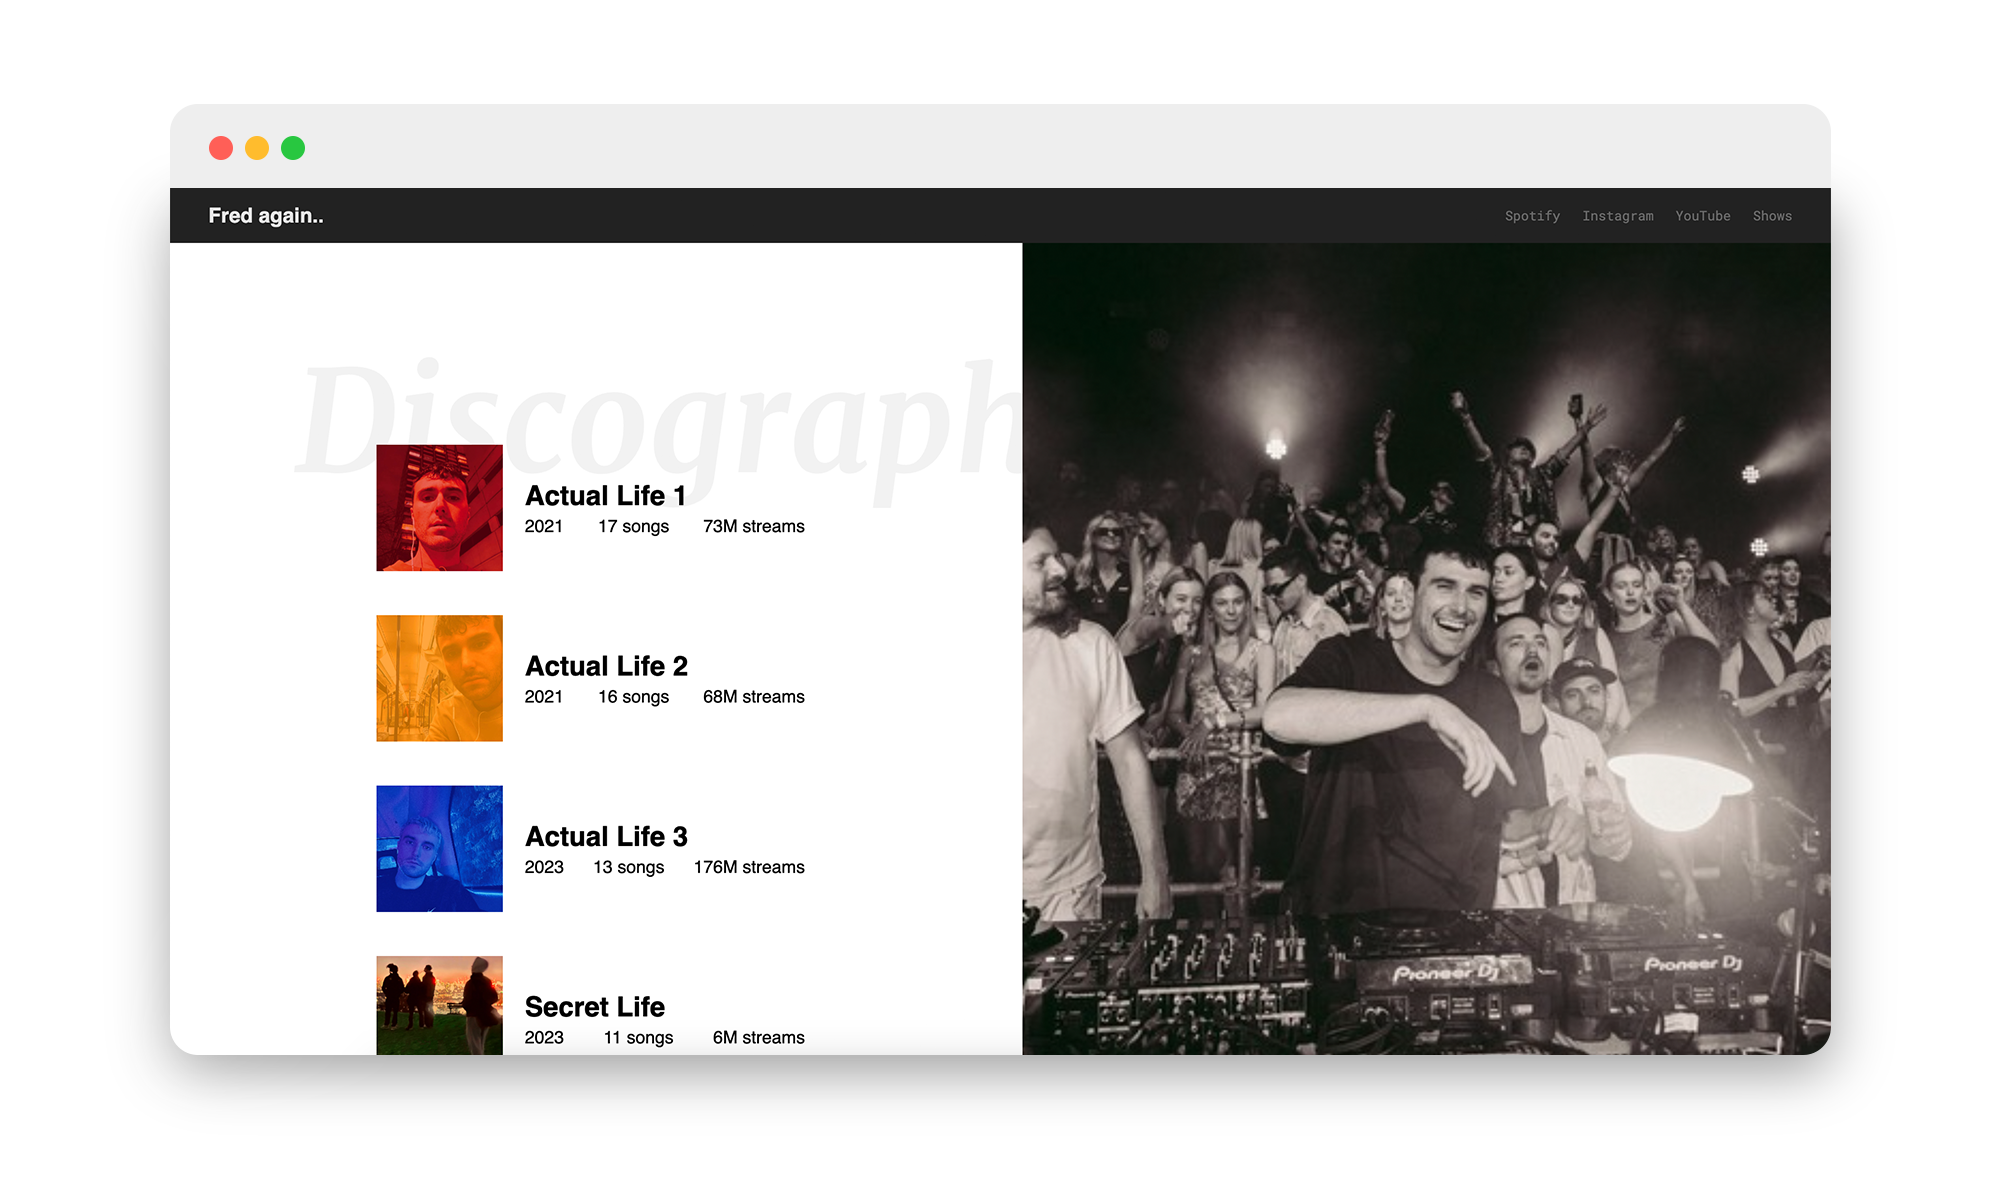 Fred again..
Spotify Instagram YouTube Shows
Discograph
Actual Life 1
2021 17 songs 73M streams
Actual Life 2
2021 16 songs 68M streams
Actual Life 3
2023 13 songs 176M streams
Secret Life
2023 11 songs 6M streams
Pioneer DJ
Pioneer DJ
Pioneer DJ